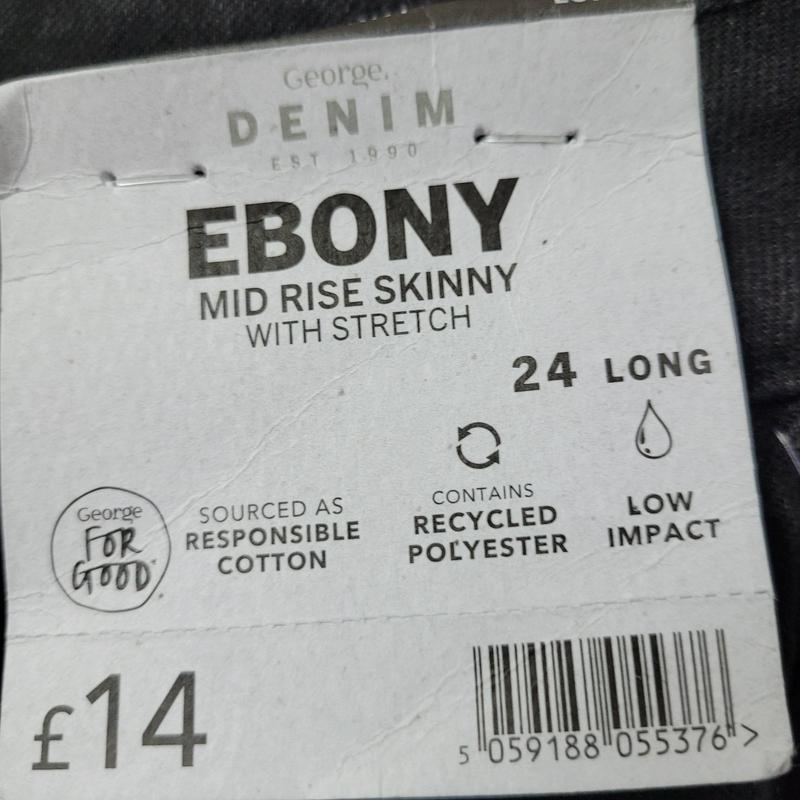 George.
DENIM
EST 1990
EBONY
MID RISE SKINNY
WITH STRETCH
24 LONG
George
FOR
GOOD
SOURCED AS
RESPONSIBLE
COTTON
CONTAINS
RECYCLED
POLYESTER
LOW
IMPACT
£14
5 059188 055376 >